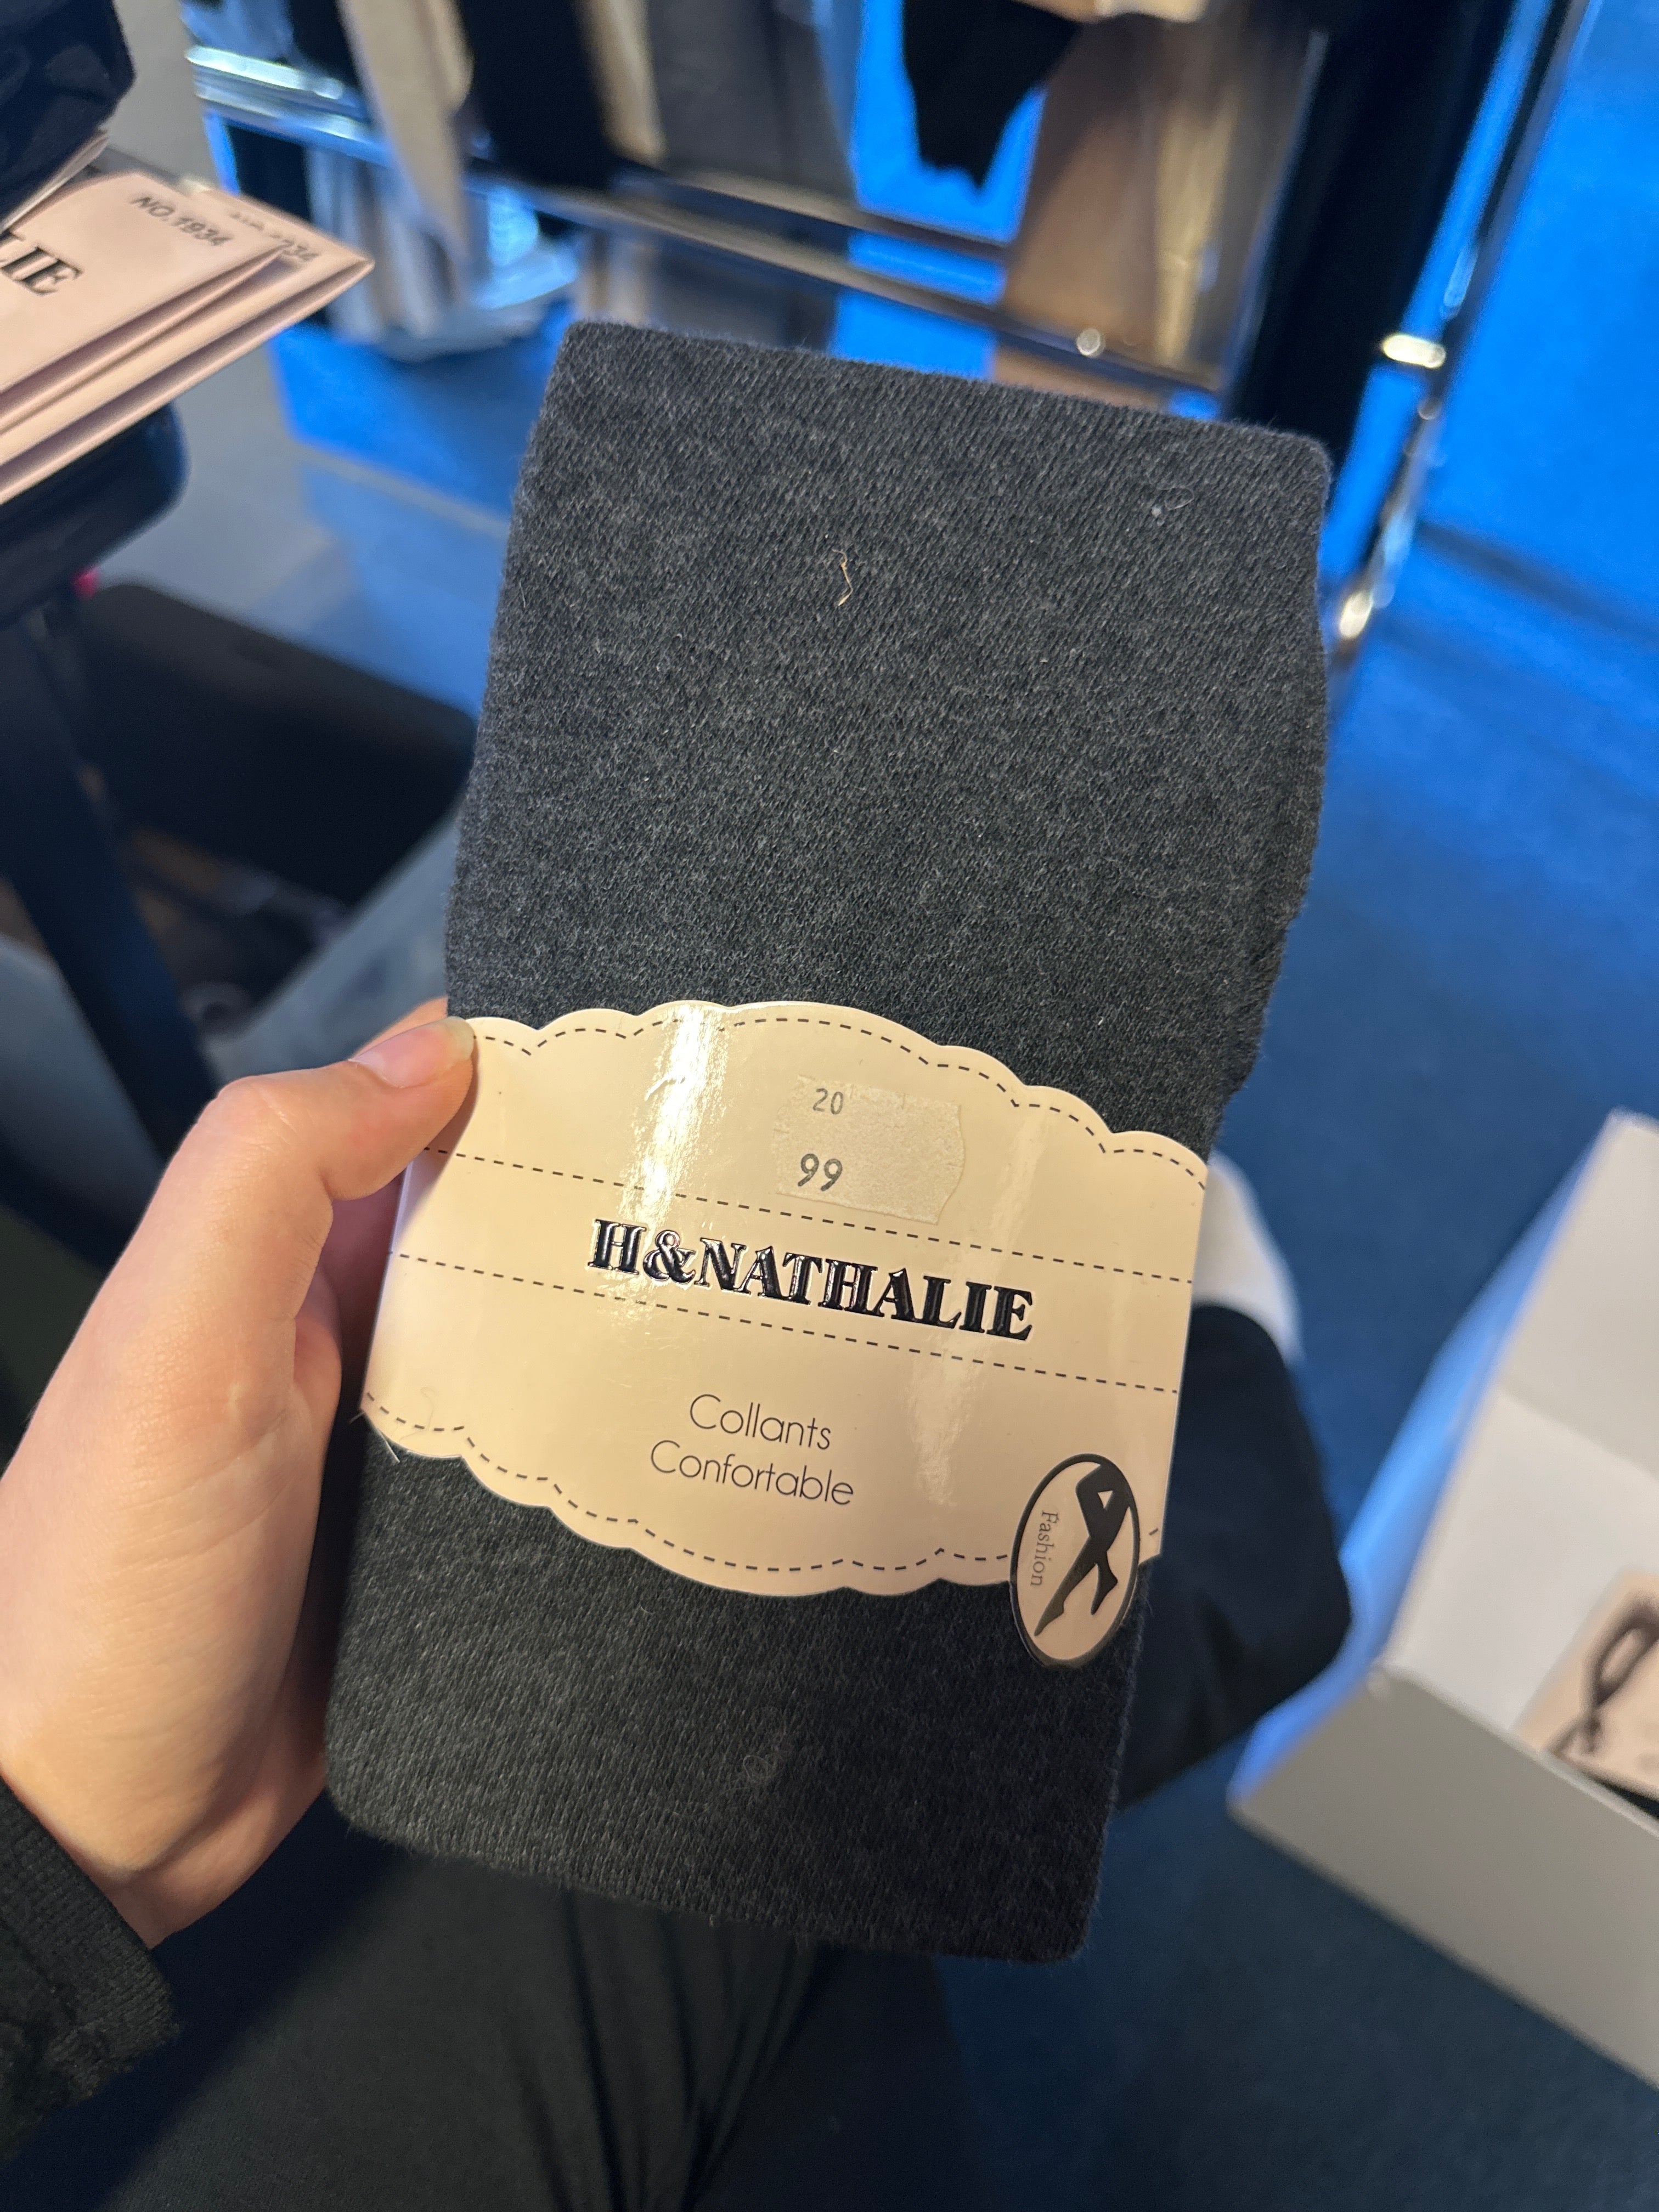 NO.1934
LIE
20
99
H&NATHALIE
Collants
Confortable
Fashion